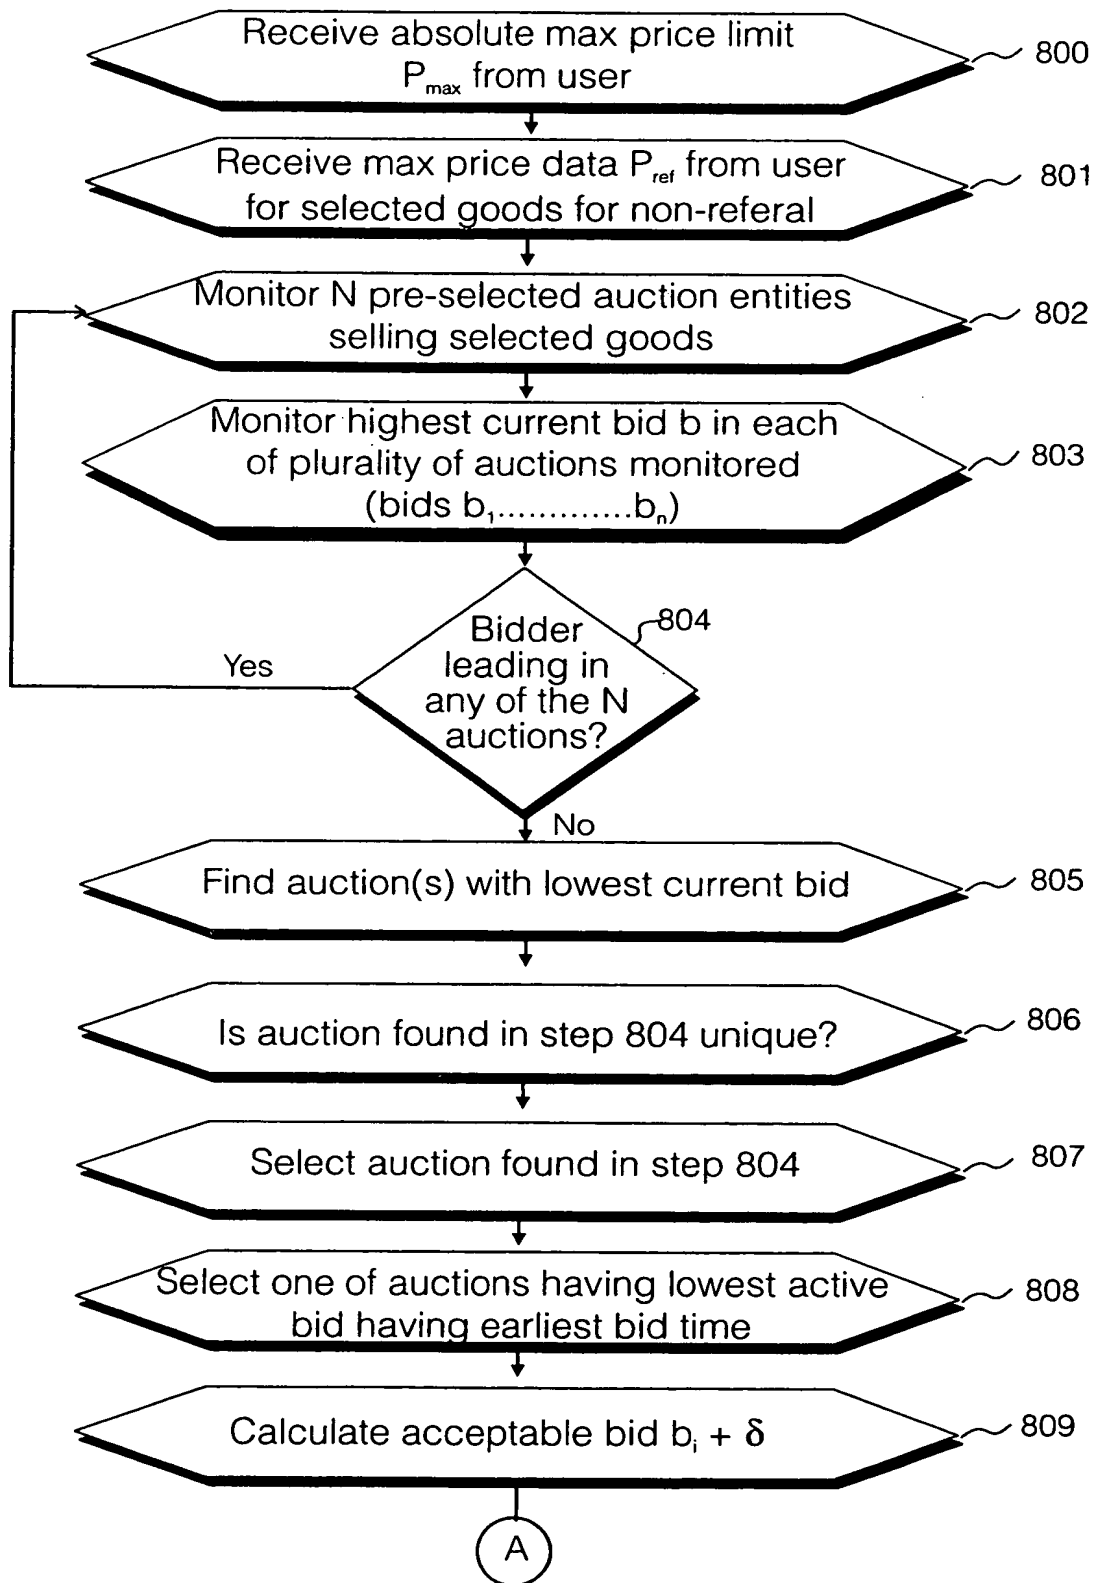 Receive absolute max price limit
Pmax from user
800
Receive max price data Pref from user
for selected goods for non-referal
801
Monitor N pre-selected auction entities
selling selected goods
802
Monitor highest current bid b in each
of plurality of auctions monitored
(bids b1.............bn)
803
Bidder
leading in
any of the N
auctions?
804
Yes
No
Find auction(s) with lowest current bid
805
Is auction found in step 804 unique?
806
Select auction found in step 804
807
Select one of auctions having lowest active
bid having earliest bid time
808
Calculate acceptable bid bi + δ
809
A